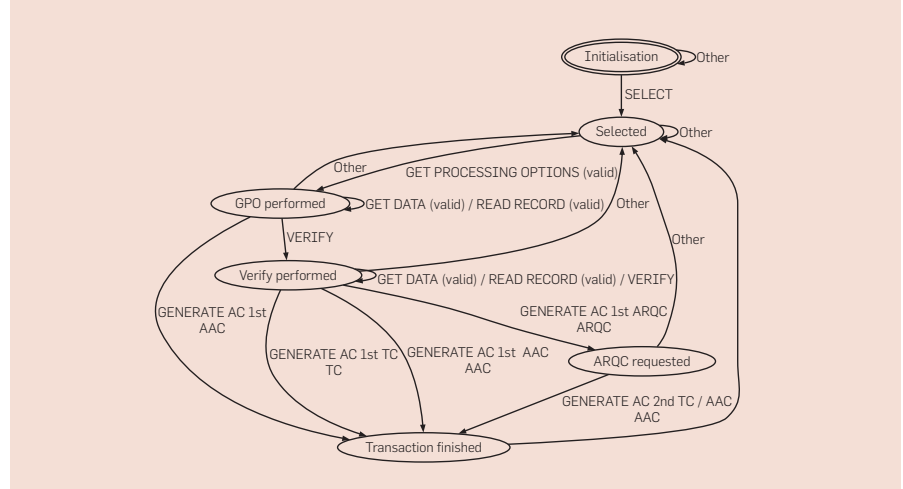 Initialisation
Other
SELECT
Selected
Other
Other
GET PROCESSING OPTIONS (valid)
GPO performed
GET DATA (valid) / READ RECORD (valid)
Other
VERIFY
Other
Verify performed
GET DATA (valid) / READ RECORD (valid) / VERIFY
GENERATE AC 1st
AAC
GENERATE AC 1st ARQC
ARQC
GENERATE AC 1st TC
TC
GENERATE AC 1st AAC
AAC
ARQC requested
GENERATE AC 2nd TC / AAC
AAC
Transaction finished